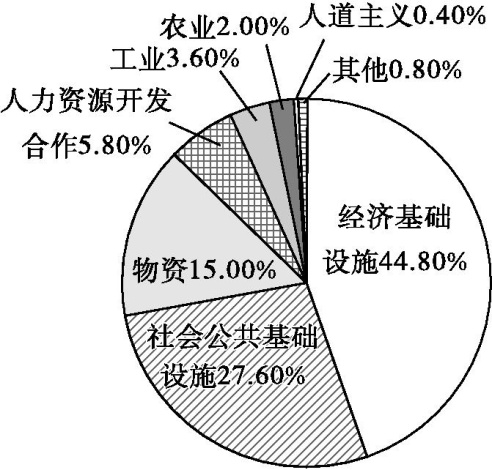 人道主义0.40%
农业2.00%
工业3.60%
其他0.80%
人力资源开发
合作5.80%
经济基础
设施44.80%
物资15.00%
社会公共基础
设施27.60%